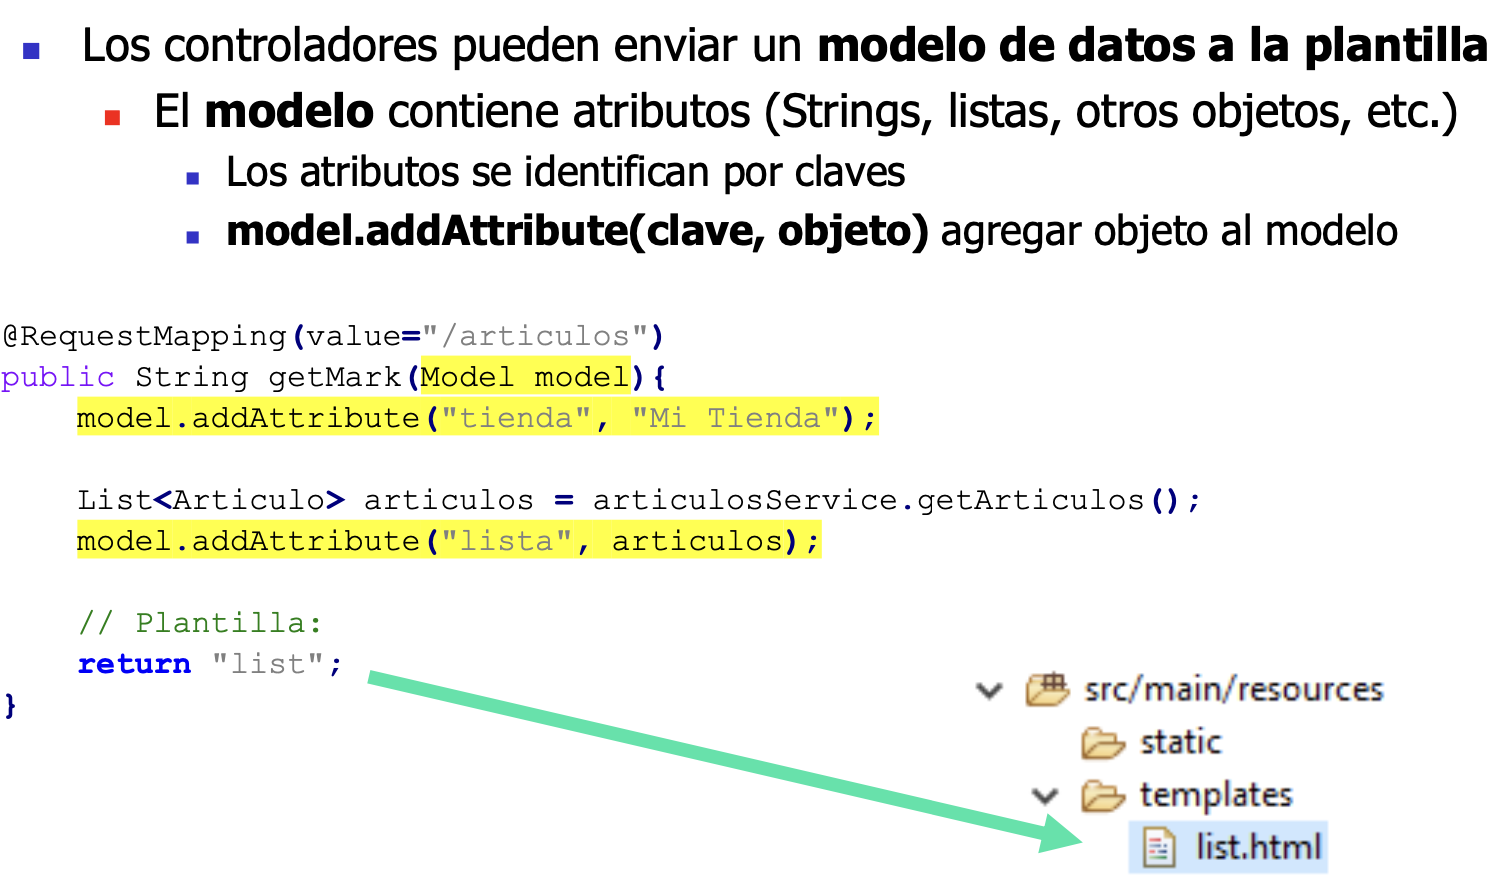 Los controladores pueden enviar un modelo de datos a la plantilla
El modelo contiene atributos (Strings, listas, otros objetos, etc.)
Los atributos se identifican por claves
model.addAttribute(clave, objeto) agregar objeto al modelo
@RequestMapping(value="/articulos")
public String getMark(Model model){
model.addAttribute("tienda", "Mi Tienda");
List<Articulo> articulos = articulosService.getArticulos();
model.addAttribute("lista", articulos);
// Plantilla:
return "list";
}
src/main/resources
static
templates
list.html